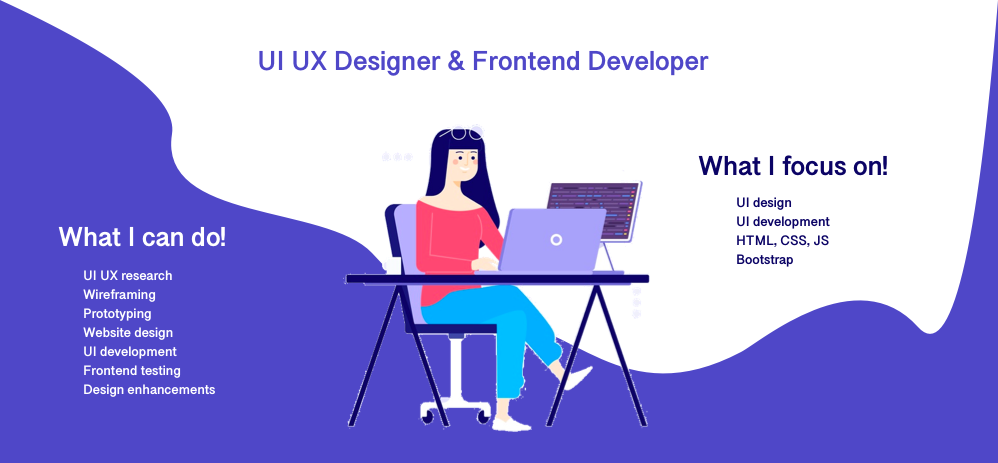 UI UX Designer & Frontend Developer
What I can do!
UI UX research
Wireframing
Prototyping
Website design
UI development
Frontend testing
Design enhancements
What I focus on!
UI design
UI development
HTML, CSS, JS
Bootstrap